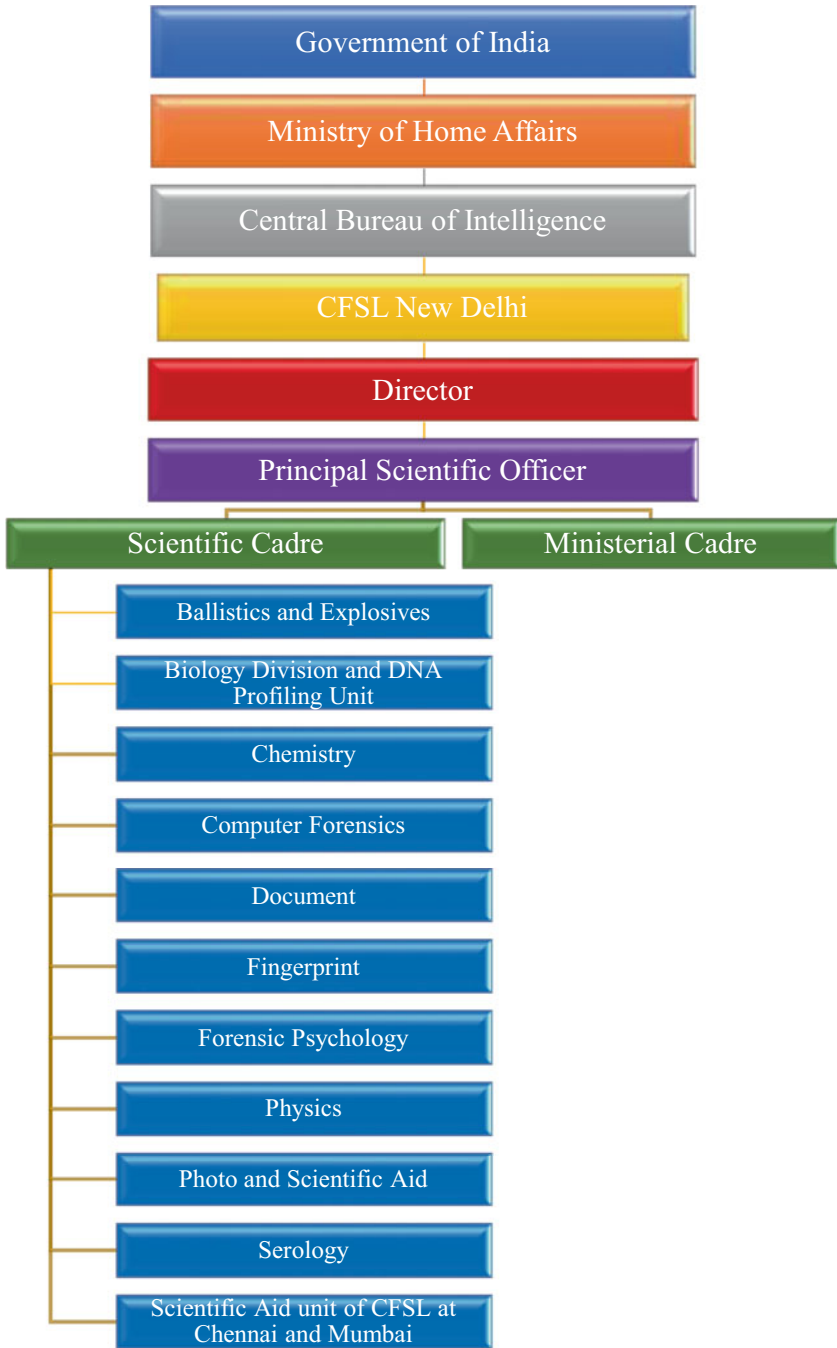 Government of India
Ministry of Home Affairs
Central Bureau of Intelligence
CFSL New Delhi
Director
Principal Scientific Officer
Scientific Cadre
Ministerial Cadre
Ballistics and Explosives
Biology Division and DNA
Profiling Unit
Chemistry
Computer Forensics
Document
Fingerprint
Forensic Psychology
Physics
Photo and Scientific Aid
Serology
Scientific Aid unit of CFSL at
Chennai and Mumbai